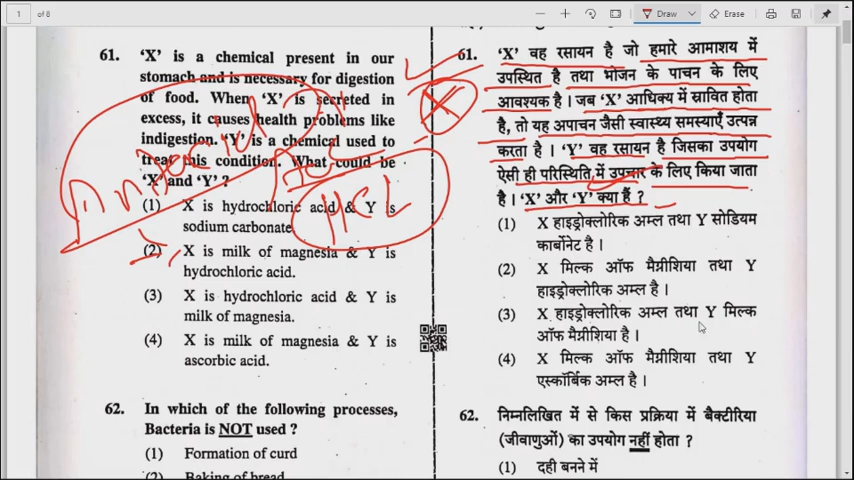 1 of 8
Draw
Erase
61. 'X' is a chemical present in our
stomach and is necessary for digestion
of food. When 'X' is secreted in
excess, it causes health problems like
indigestion. 'Y' is a chemical used to
treat this condition. What could be
'X' and 'Y' ?
(1) X is hydrochloric acid & Y is
sodium carbonate.
(2) X is milk of magnesia & Y is
hydrochloric acid.
(3) X is hydrochloric acid & Y is
milk of magnesia.
(4) X is milk of magnesia & Y is
ascorbic acid.
62. In which of the following processes,
Bacteria is NOT used ?
(1) Formation of curd
(2) Baking of bread
Antacid
HCL
X
61. 'X' वह रसायन है जो हमारे आमाशय में
उपस्थित है तथा भोजन के पाचन के लिए
आवश्यक है । जब 'X' आधिक्य में स्रावित होता
है, तो यह अपाचन जैसी स्वास्थ्य समस्याएँ उत्पन्न
करता है । 'Y' वह रसायन है जिसका उपयोग
ऐसी ही परिस्थिति में उपचार के लिए किया जाता
है । 'X' और 'Y' क्या हैं ?
(1) X हाइड्रोक्लोरिक अम्ल तथा Y सोडियम
कार्बोनेट है ।
(2) X मिल्क ऑफ मैग्नीशिया तथा Y
हाइड्रोक्लोरिक अम्ल है ।
(3) X हाइड्रोक्लोरिक अम्ल तथा Y मिल्क
ऑफ मैग्नीशिया है ।
(4) X मिल्क ऑफ मैग्नीशिया तथा Y
एस्कॉर्बिक अम्ल है ।
62. निम्नलिखित में से किस प्रक्रिया में बैक्टीरिया
(जीवाणुओं) का उपयोग नहीं होता ?
(1) दही बनने में